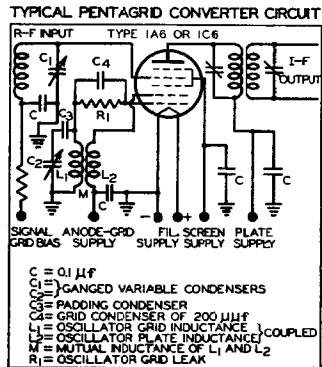 TYPICAL PENTAGRID CONVERTER CIRCUIT
R-F INPUT
TYPE 1A6 OR 1C6
C1
C4
I-F
OUTPUT
C
C3
R1
C2
L1
L2
M
C
C
C
- +
SIGNAL GRID BIAS
ANODE-GRID SUPPLY
FIL. SUPPLY
SCREEN SUPPLY
PLATE SUPPLY
C = 0.1 μf
C1=
C2=
}GANGED VARIABLE CONDENSERS
C3= PADDING CONDENSER
C4= GRID CONDENSER OF 200 μμf
L1 = OSCILLATOR GRID INDUCTANCE
L2 = OSCILLATOR PLATE INDUCTANCE
}COUPLED
M = MUTUAL INDUCTANCE OF L1 AND L2
R1 = OSCILLATOR GRID LEAK